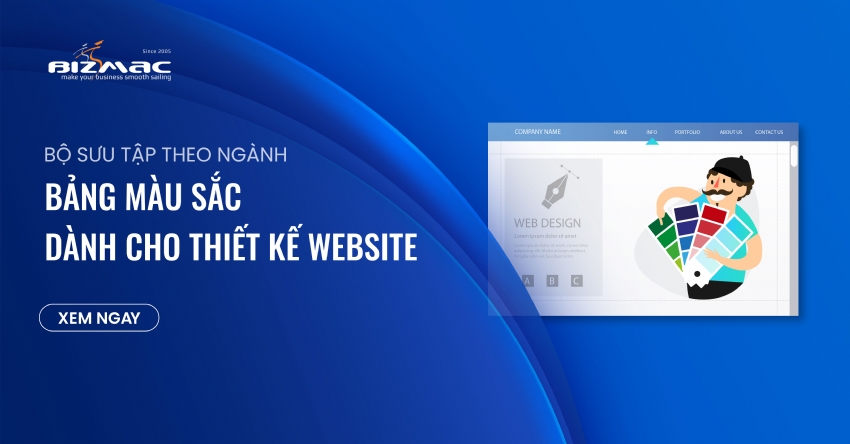 Since 2005
BIZMAC
make your business smooth sailing
BỘ SƯU TẬP THEO NGÀNH
BẢNG MÀU SẮC
DÀNH CHO THIẾT KẾ WEBSITE
XEM NGAY
COMPANY NAME
HOME
INFO
PORTFOLIO
ABOUT US
CONTACT US
WEB DESIGN
Lorem ipsum dolor sit amet
A B C